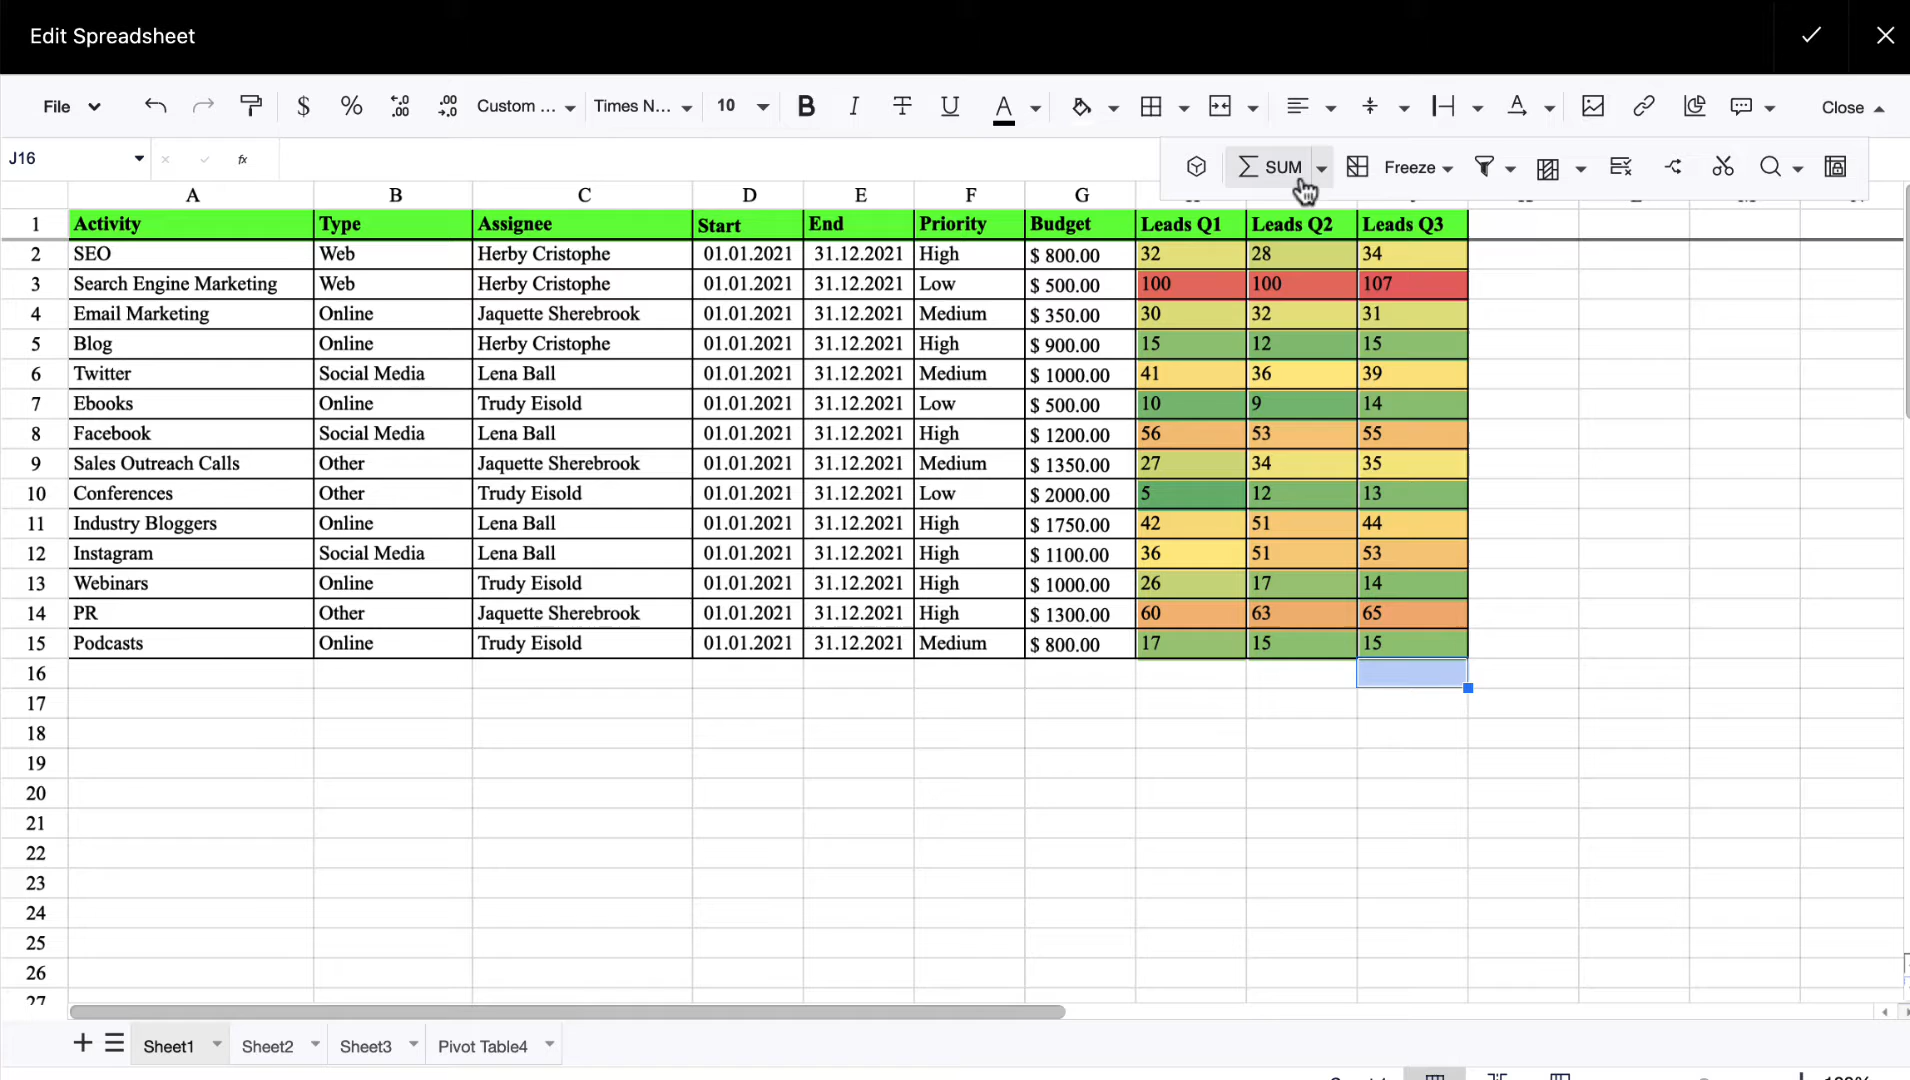 Edit Spreadsheet
File $ % .0 .00 Custom ... Times N... 10 B I T U A A Close
J16 fx SUM Freeze
A B C D E F G
1 Activity Type Assignee Start End Priority Budget Leads Q1 Leads Q2 Leads Q3
2 SEO Web Herby Cristophe 01.01.2021 31.12.2021 High $ 800.00 32 28 34
3 Search Engine Marketing Web Herby Cristophe 01.01.2021 31.12.2021 Low $ 500.00 100 100 107
4 Email Marketing Online Jaquette Sherebrook 01.01.2021 31.12.2021 Medium $ 350.00 30 32 31
5 Blog Online Herby Cristophe 01.01.2021 31.12.2021 High $ 900.00 15 12 15
6 Twitter Social Media Lena Ball 01.01.2021 31.12.2021 Medium $ 1000.00 41 36 39
7 Ebooks Online Trudy Eisold 01.01.2021 31.12.2021 Low $ 500.00 10 9 14
8 Facebook Social Media Lena Ball 01.01.2021 31.12.2021 High $ 1200.00 56 53 55
9 Sales Outreach Calls Other Jaquette Sherebrook 01.01.2021 31.12.2021 Medium $ 1350.00 27 34 35
10 Conferences Other Trudy Eisold 01.01.2021 31.12.2021 Low $ 2000.00 5 12 13
11 Industry Bloggers Online Lena Ball 01.01.2021 31.12.2021 High $ 1750.00 42 51 44
12 Instagram Social Media Lena Ball 01.01.2021 31.12.2021 High $ 1100.00 36 51 53
13 Webinars Online Trudy Eisold 01.01.2021 31.12.2021 High $ 1000.00 26 17 14
14 PR Other Jaquette Sherebrook 01.01.2021 31.12.2021 High $ 1300.00 60 63 65
15 Podcasts Online Trudy Eisold 01.01.2021 31.12.2021 Medium $ 800.00 17 15 15
16
17
18
19
20
21
22
23
24
25
26
27
Sheet1 Sheet2 Sheet3 Pivot Table4